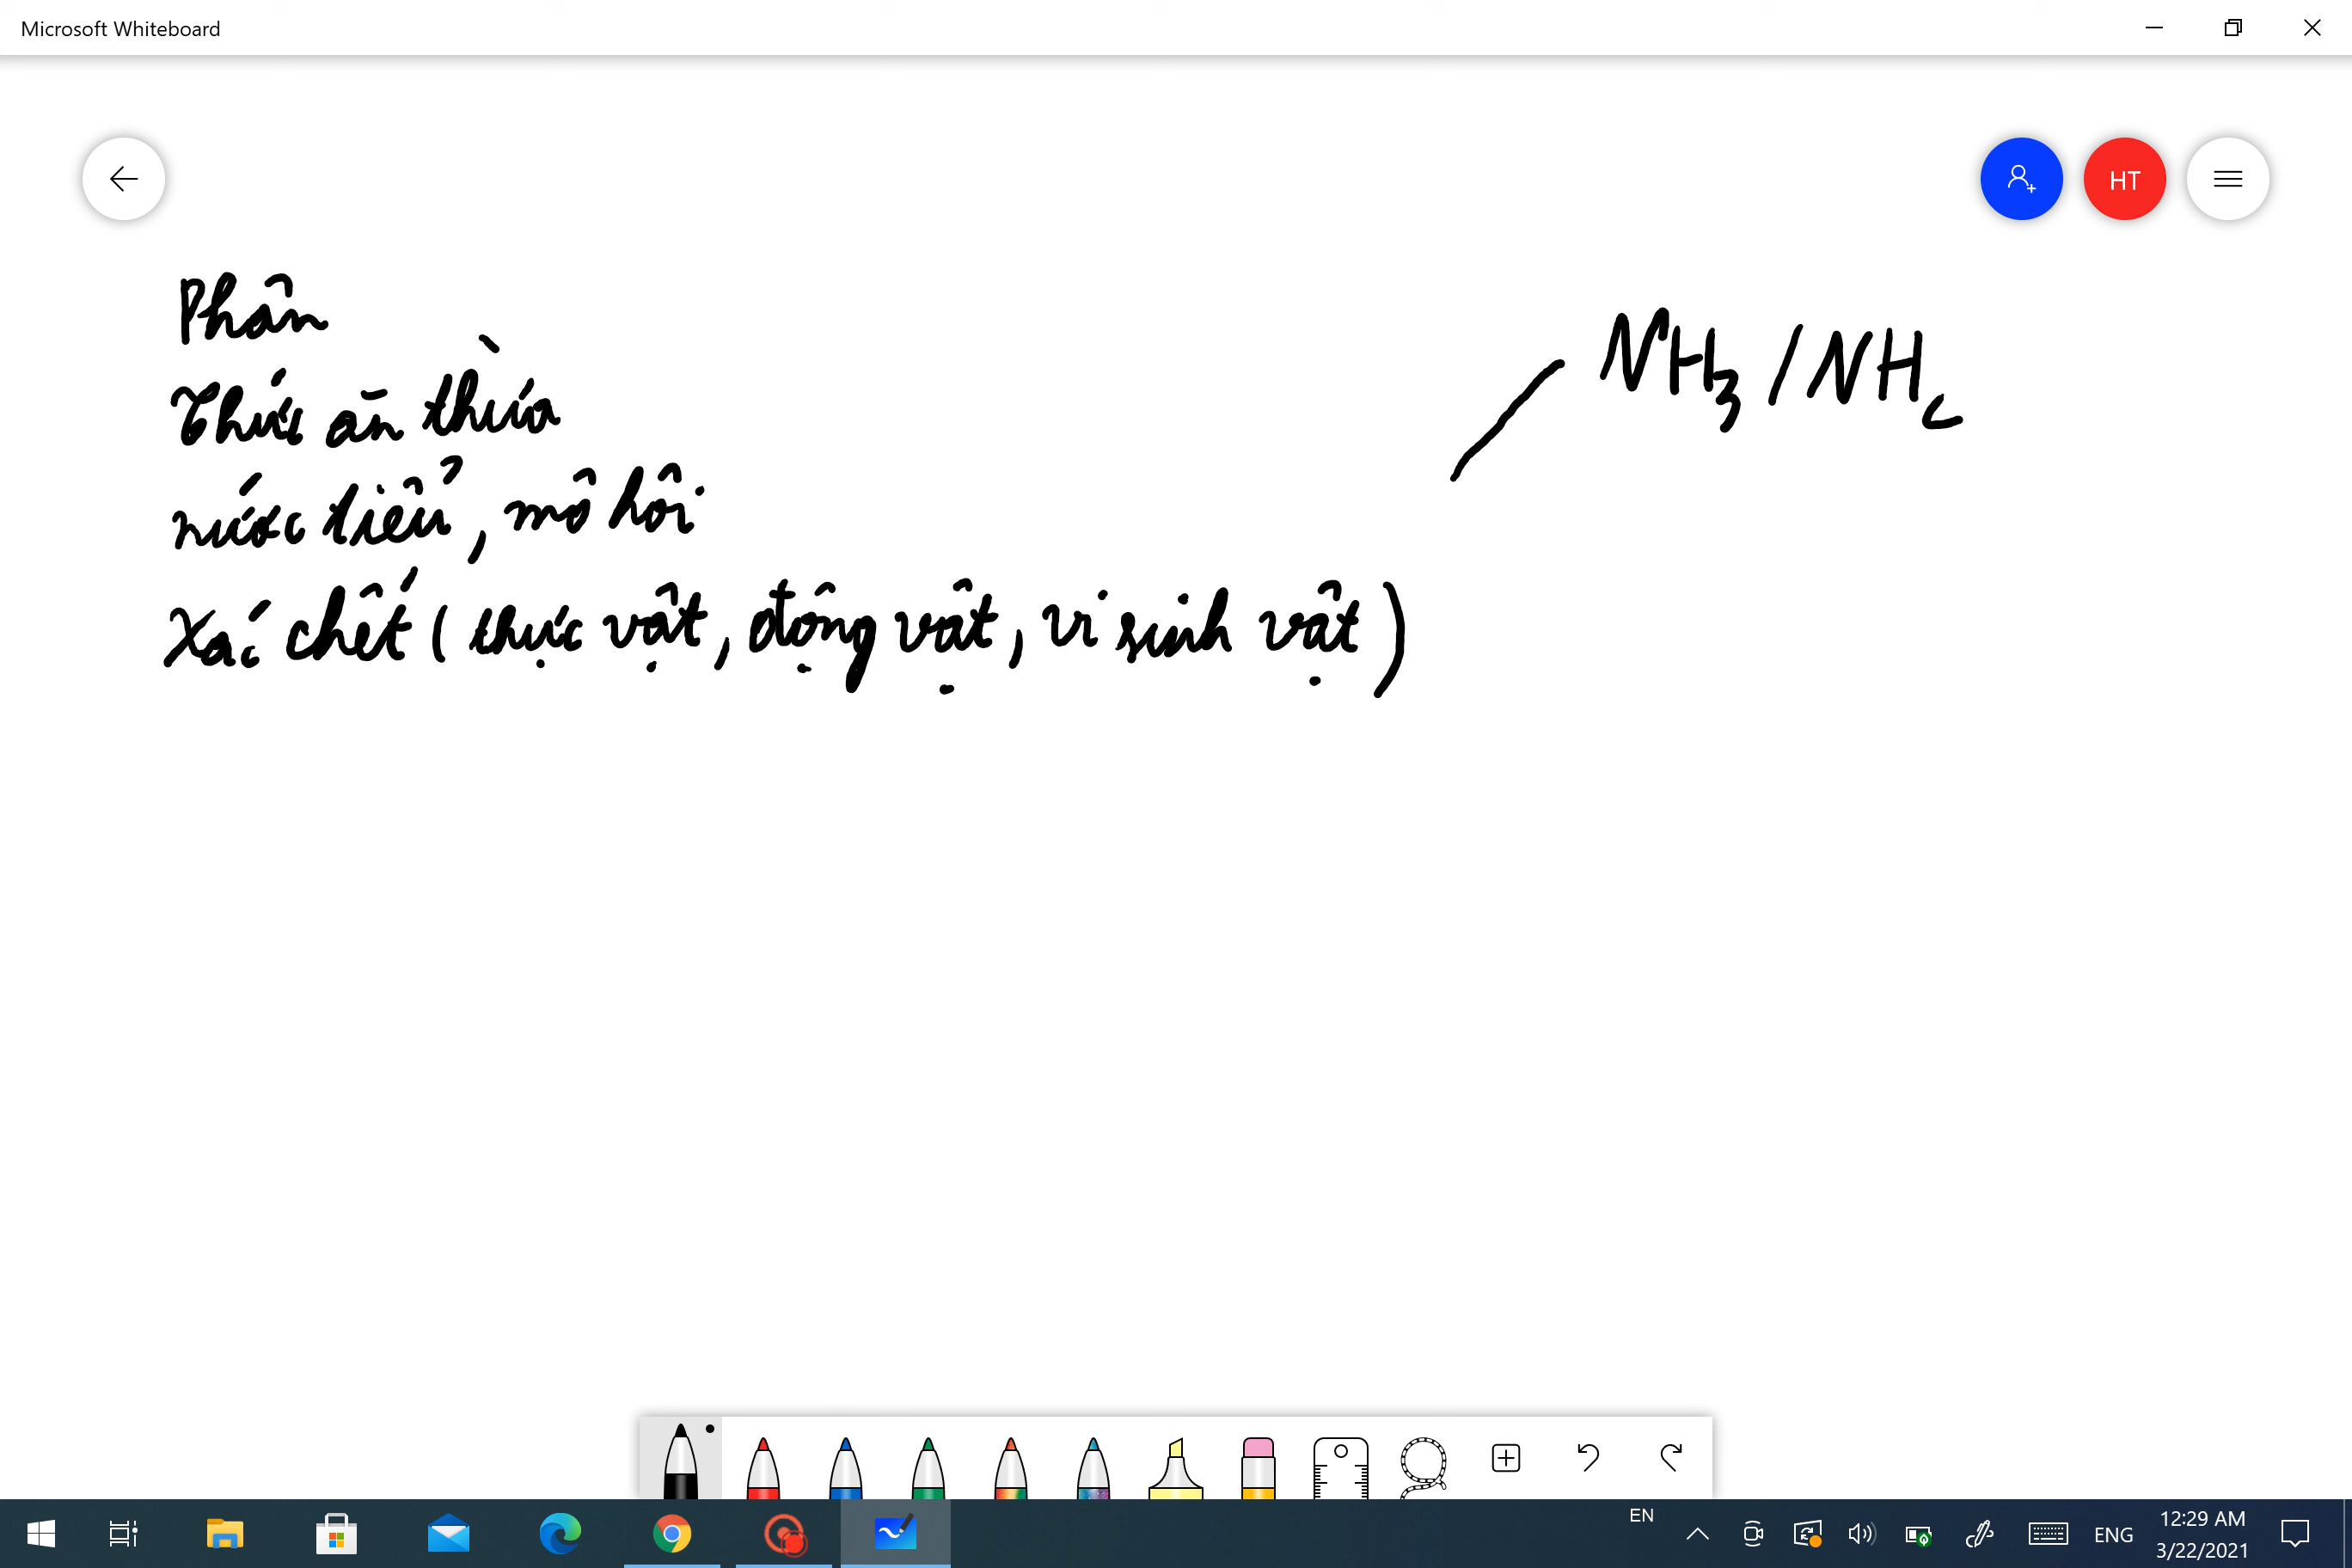 Microsoft Whiteboard
HT
Phân
Thức ăn thừa
nước tiểu, mồ hôi
Xác chết (thực vật, động vật, vi sinh vật)
NH3 / NH
EN
ENG
12:29 AM
3/22/2021